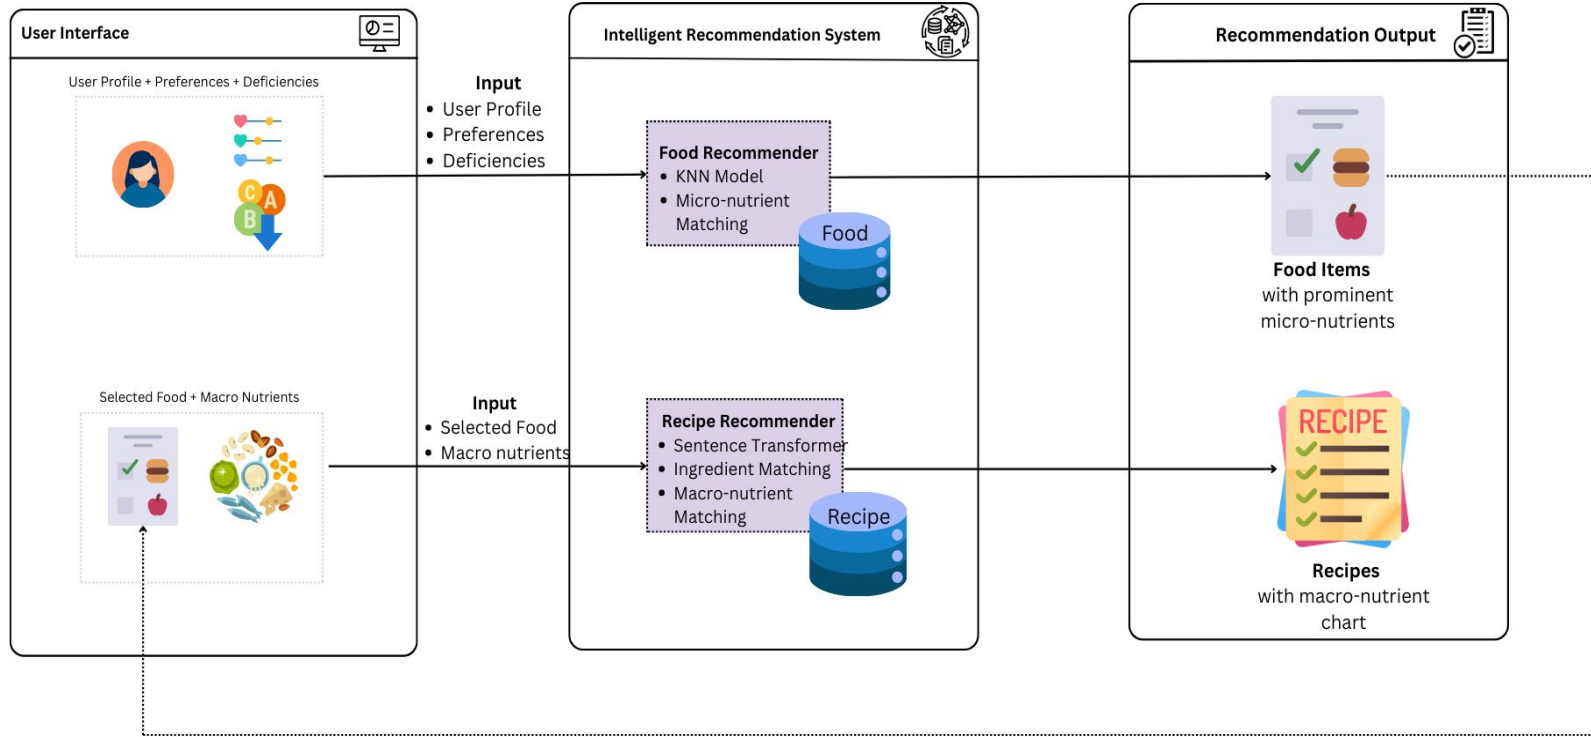 User Interface
User Profile + Preferences + Deficiencies
C
A
B
Selected Food + Macro Nutrients
Input
• User Profile
• Preferences
• Deficiencies
Input
• Selected Food
• Macro nutrients
Intelligent Recommendation System
Food Recommender
• KNN Model
• Micro-nutrient
Matching
Food
Recipe Recommender
• Sentence Transformer
• Ingredient Matching
• Macro-nutrient
Matching
Recipe
Recommendation Output
Food Items
with prominent
micro-nutrients
RECIPE
Recipes
with macro-nutrient
chart